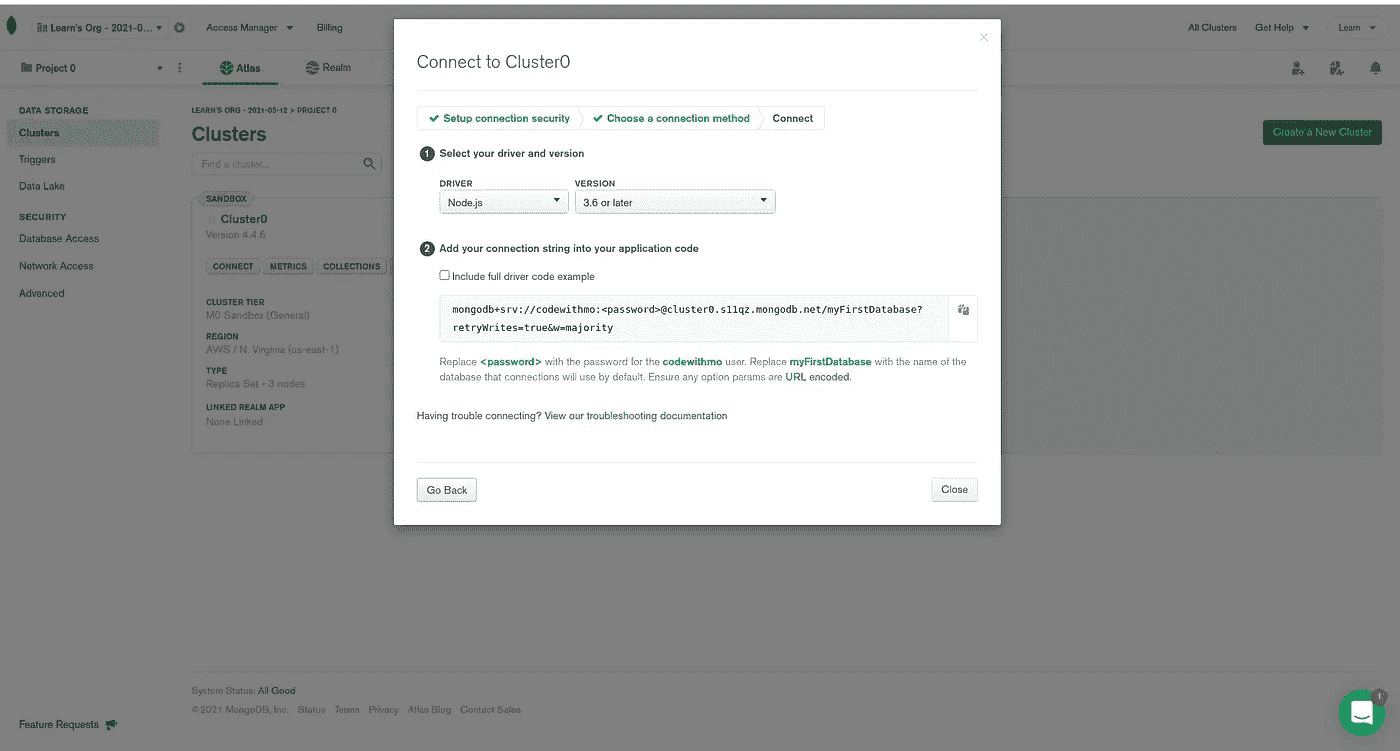 Learn's Org - 2021-0...
Access Manager
Billing
All Clusters
Get Help
Learn
Project 0
Atlas
Realm
DATA STORAGE
Clusters
Triggers
Data Lake
SECURITY
Database Access
Network Access
Advanced
LEARN'S ORG - 2021-05-12 > PROJECT 0
Clusters
Create a New Cluster
Find a cluster...
SANDBOX
Cluster0
Version 4.4.6
CONNECT
METRICS
COLLECTIONS
CLUSTER TIER
M0 Sandbox (General)
REGION
AWS / N. Virginia (us-east-1)
TYPE
Replica Set - 3 nodes
LINKED REALM APP
None Linked
Connect to Cluster0
×
Setup connection security
Choose a connection method
Connect
1 Select your driver and version
DRIVER
VERSION
Node.js
3.6 or later
2 Add your connection string into your application code
Include full driver code example
mongodb+srv://codewithmo:<password>@cluster0.s11qz.mongodb.net/myFirstDatabase?
retryWrites=true&w=majority
Replace <password> with the password for the codewithmo user. Replace myFirstDatabase with the name of the
database that connections will use by default. Ensure any option params are URL encoded.
Having trouble connecting? View our troubleshooting documentation
Go Back
Close
System Status: All Good
©2021 MongoDB, Inc.
Status
Terms
Privacy
Atlas Blog
Contact Sales
Feature Requests